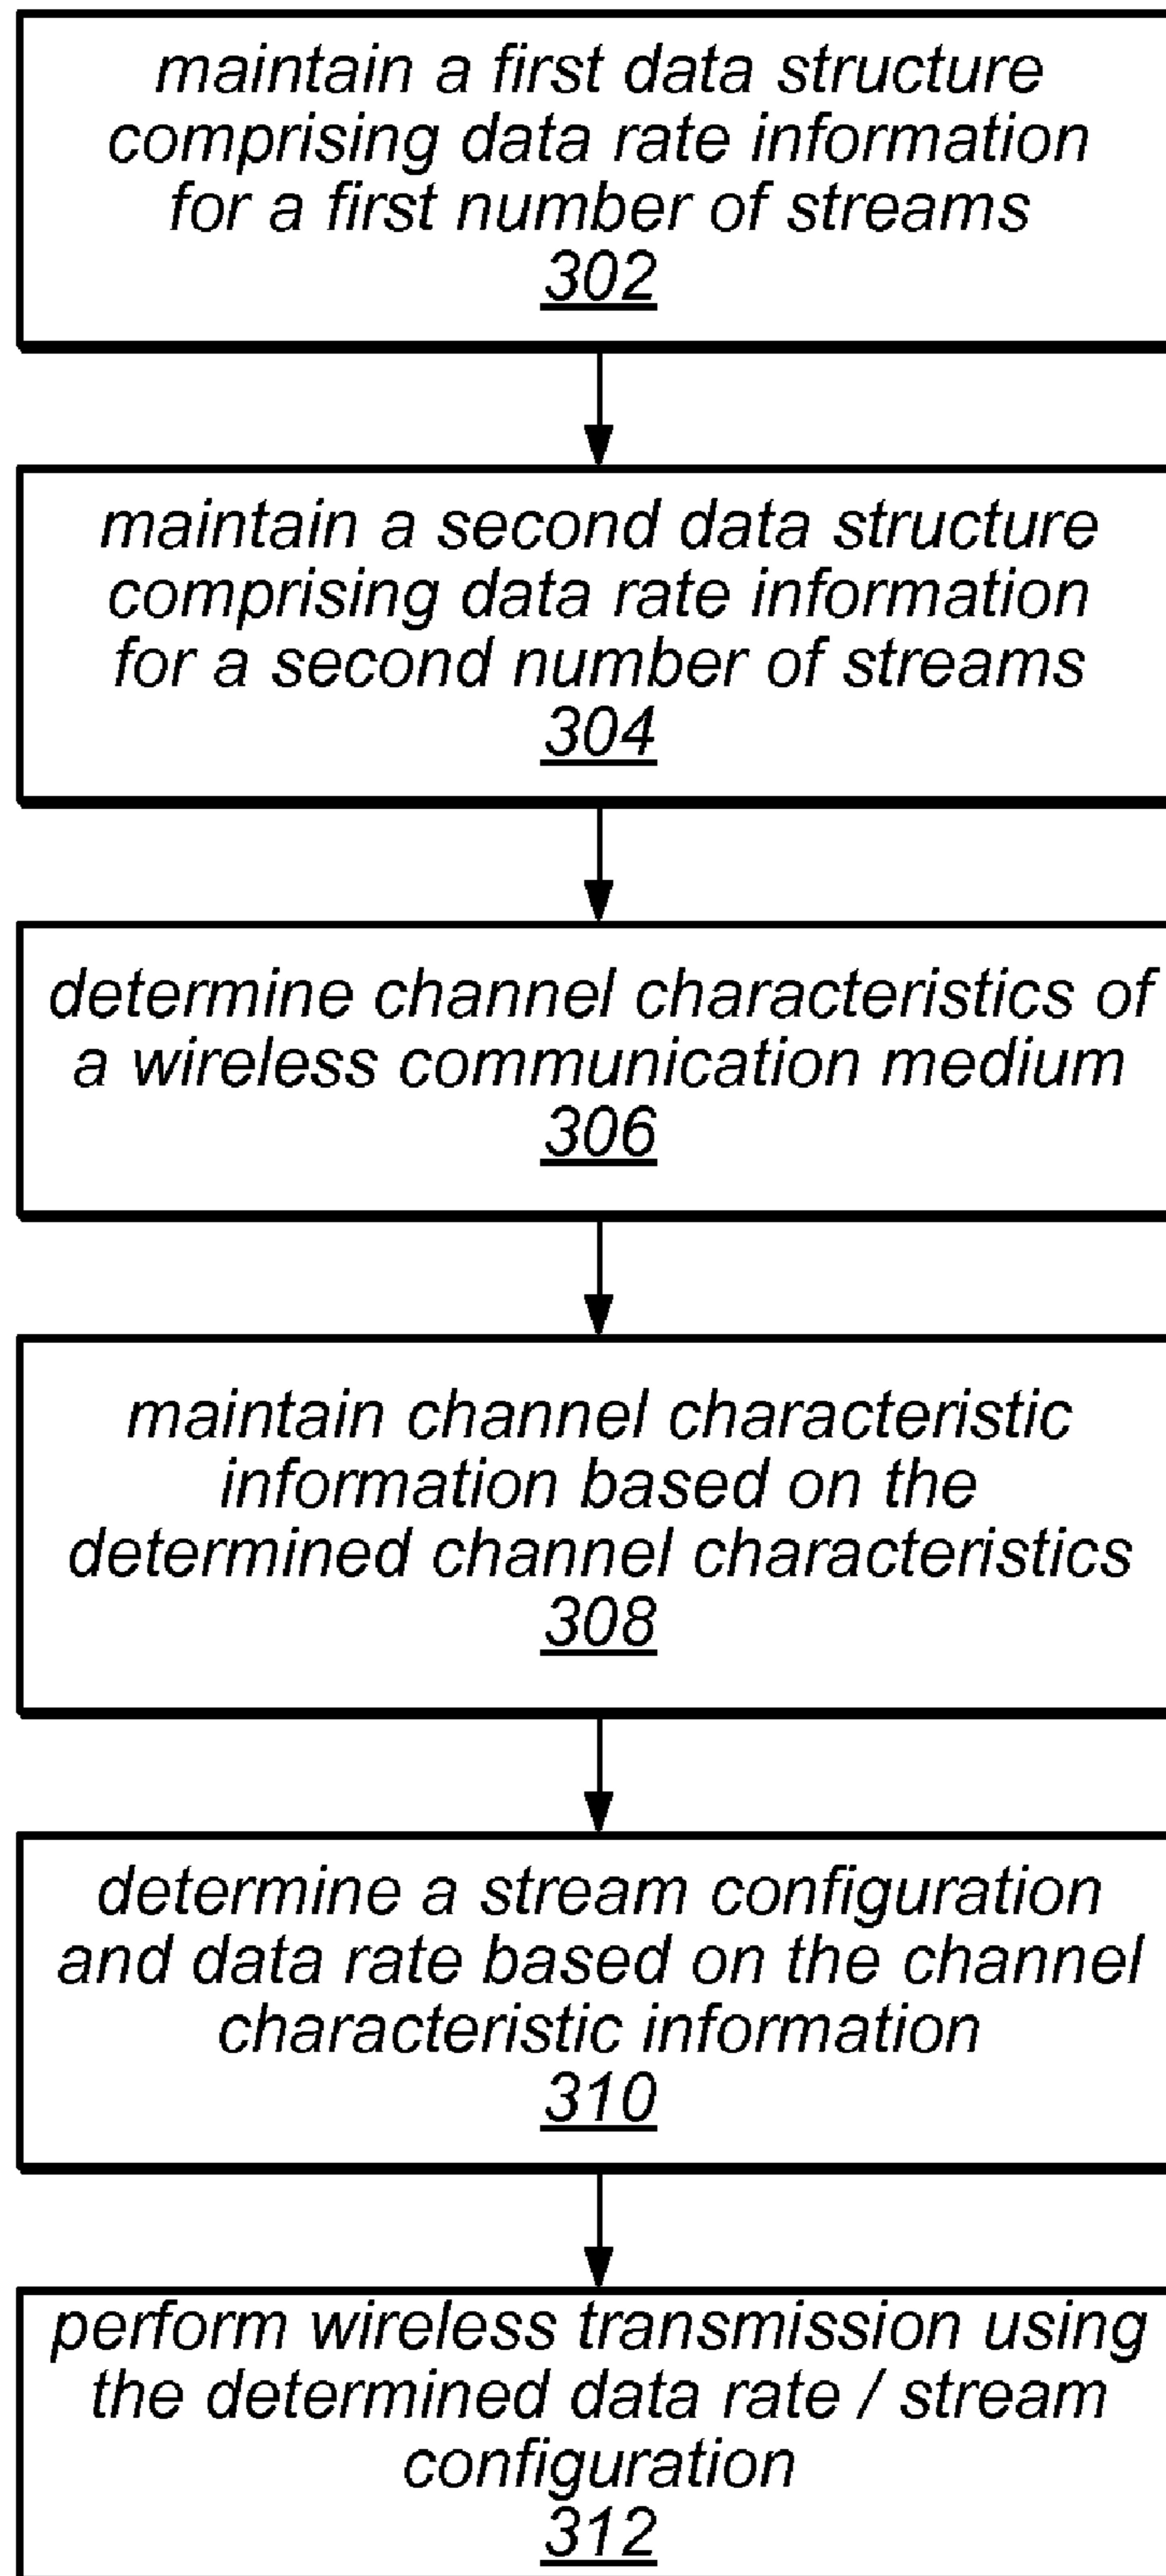 maintain a first data structure
comprising data rate information
for a first number of streams
302
maintain a second data structure
comprising data rate information
for a second number of streams
304
determine channel characteristics of
a wireless communication medium
306
maintain channel characteristic
information based on the
determined channel characteristics
308
determine a stream configuration
and data rate based on the channel
characteristic information
310
perform wireless transmission using
the determined data rate / stream
configuration
312